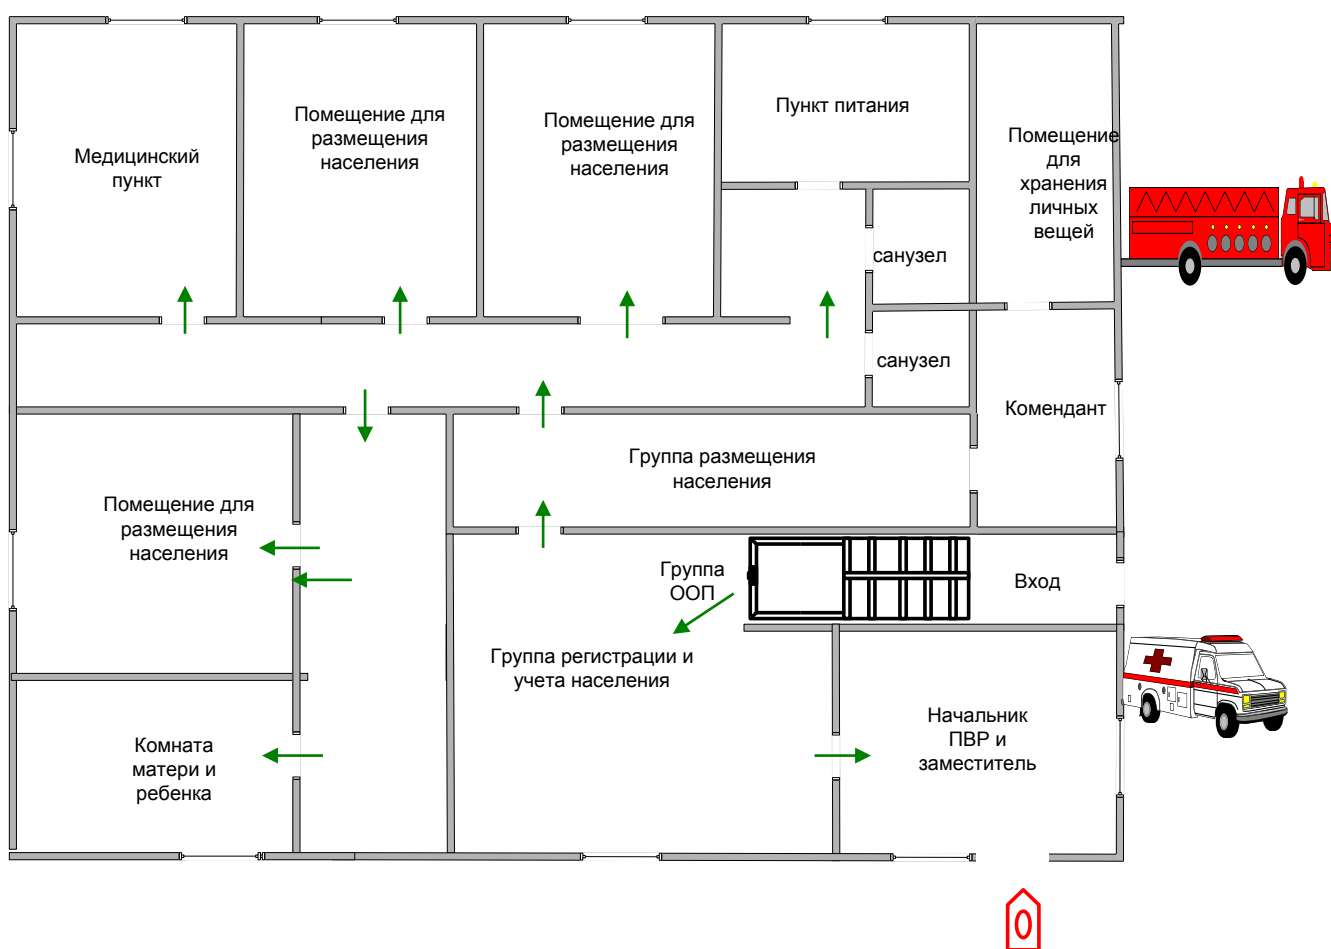 Медицинский
пункт
Помещение для
размещения
населения
Помещение для
размещения
населения
Пункт питания
Помещение
для
хранения
личных
вещей
санузел
санузел
Комендант
Группа размещения
населения
Помещение для
размещения
населения
Группа
ООП
Вход
Группа регистрации и
учета населения
Начальник
ПВР и
заместитель
Комната
матери и
ребенка